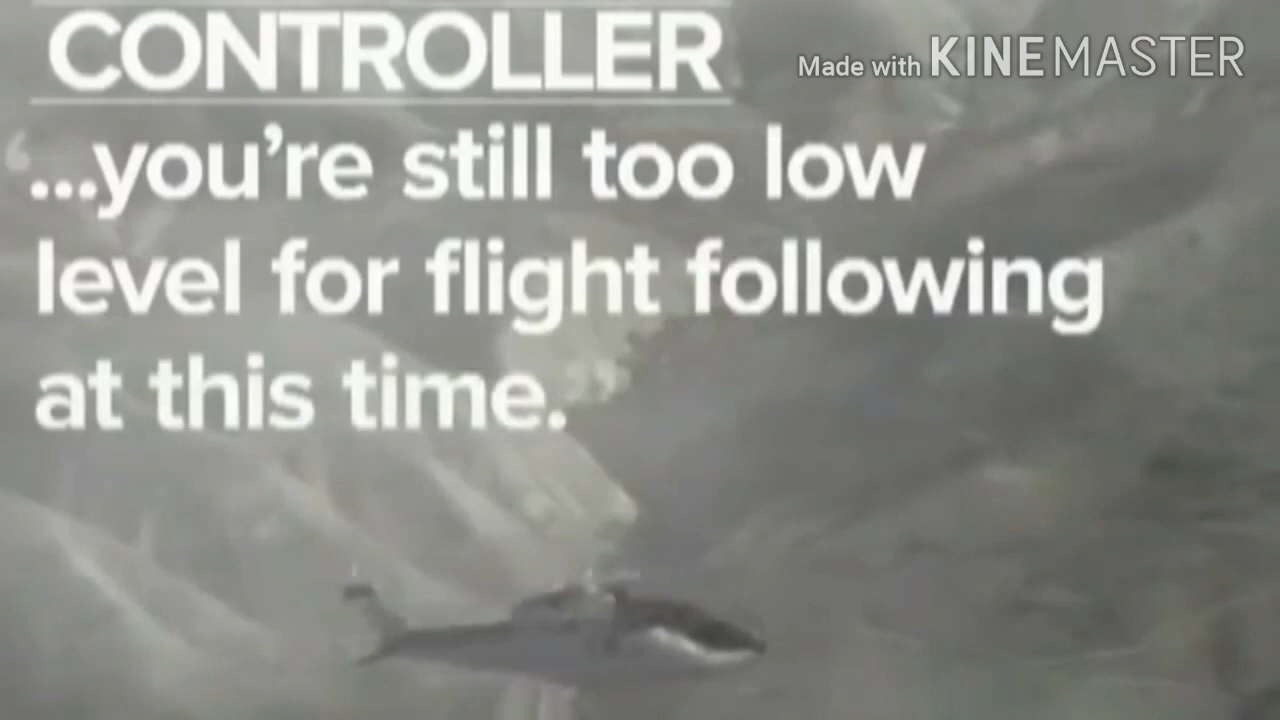 CONTROLLER
Made with KINEMASTER
‘...you’re still too low
level for flight following
at this time.”